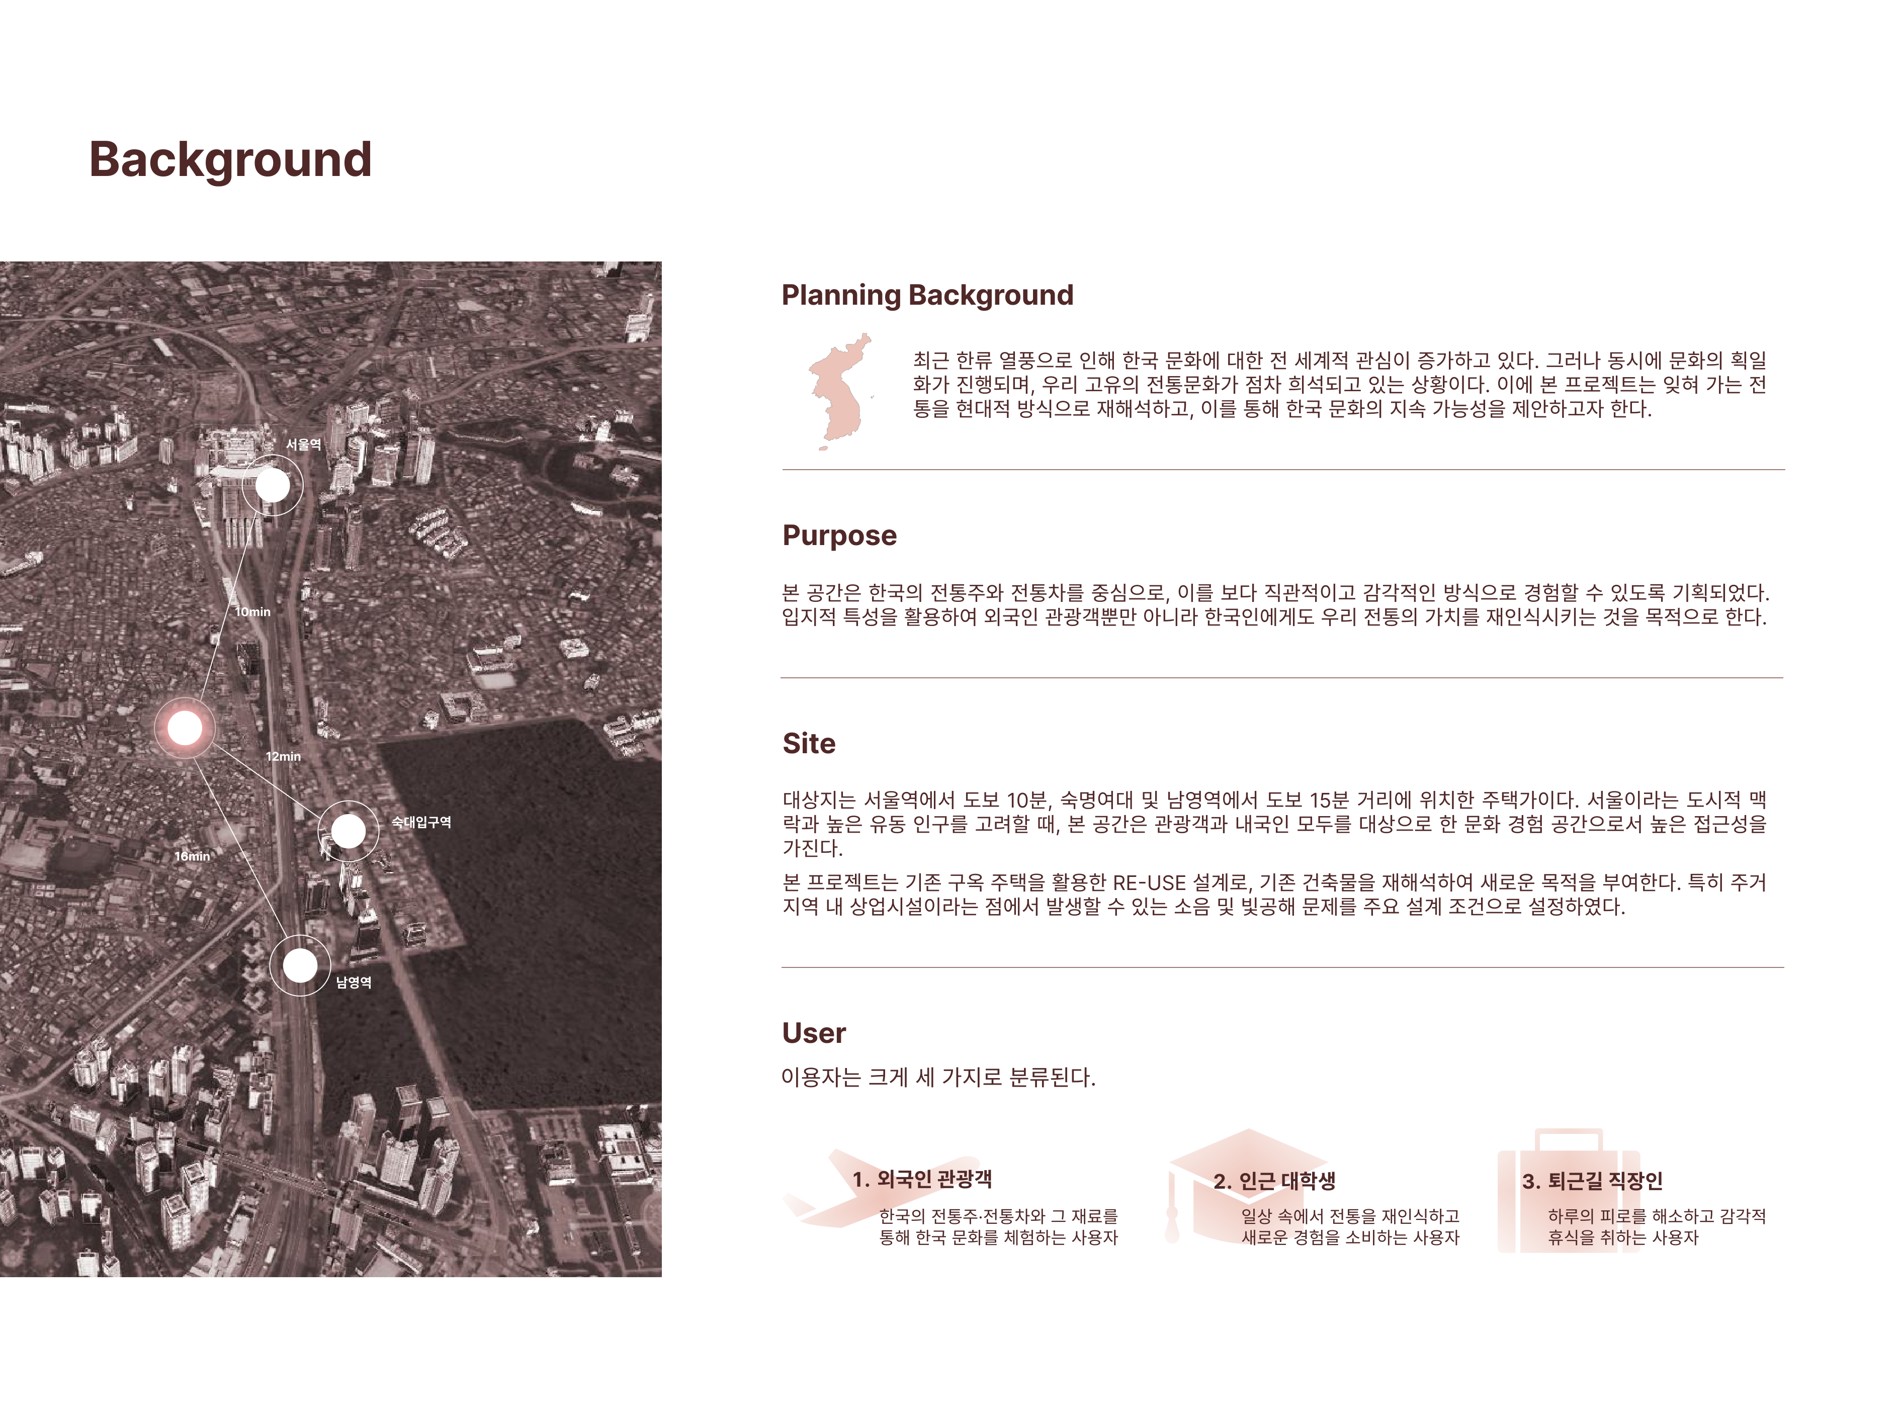 Background
서울역
10min
12min
숙대입구역
16min
남영역
Planning Background
최근 한류 열풍으로 인해 한국 문화에 대한 전 세계적 관심이 증가하고 있다. 그러나 동시에 문화의 획일
화가 진행되며, 우리 고유의 전통문화가 점차 희석되고 있는 상황이다. 이에 본 프로젝트는 잊혀 가는 전
통을 현대적 방식으로 재해석하고, 이를 통해 한국 문화의 지속 가능성을 제안하고자 한다.
Purpose
본 공간은 한국의 전통주와 전통차를 중심으로, 이를 보다 직관적이고 감각적인 방식으로 경험할 수 있도록 기획되었다.
입지적 특성을 활용하여 외국인 관광객뿐만 아니라 한국인에게도 우리 전통의 가치를 재인식시키는 것을 목적으로 한다.
Site
대상지는 서울역에서 도보 10분, 숙명여대 및 남영역에서 도보 15분 거리에 위치한 주택가이다. 서울이라는 도시적 맥
락과 높은 유동 인구를 고려할 때, 본 공간은 관광객과 내국인 모두를 대상으로 한 문화 경험 공간으로서 높은 접근성을
가진다.
본 프로젝트는 기존 구옥 주택을 활용한 RE-USE 설계로, 기존 건축물을 재해석하여 새로운 목적을 부여한다. 특히 주거
지역 내 상업시설이라는 점에서 발생할 수 있는 소음 및 빛공해 문제를 주요 설계 조건으로 설정하였다.
User
이용자는 크게 세 가지로 분류된다.
1. 외국인 관광객
한국의 전통주·전통차와 그 재료를
통해 한국 문화를 체험하는 사용자
2. 인근 대학생
일상 속에서 전통을 재인식하고
새로운 경험을 소비하는 사용자
3. 퇴근길 직장인
하루의 피로를 해소하고 감각적
휴식을 취하는 사용자